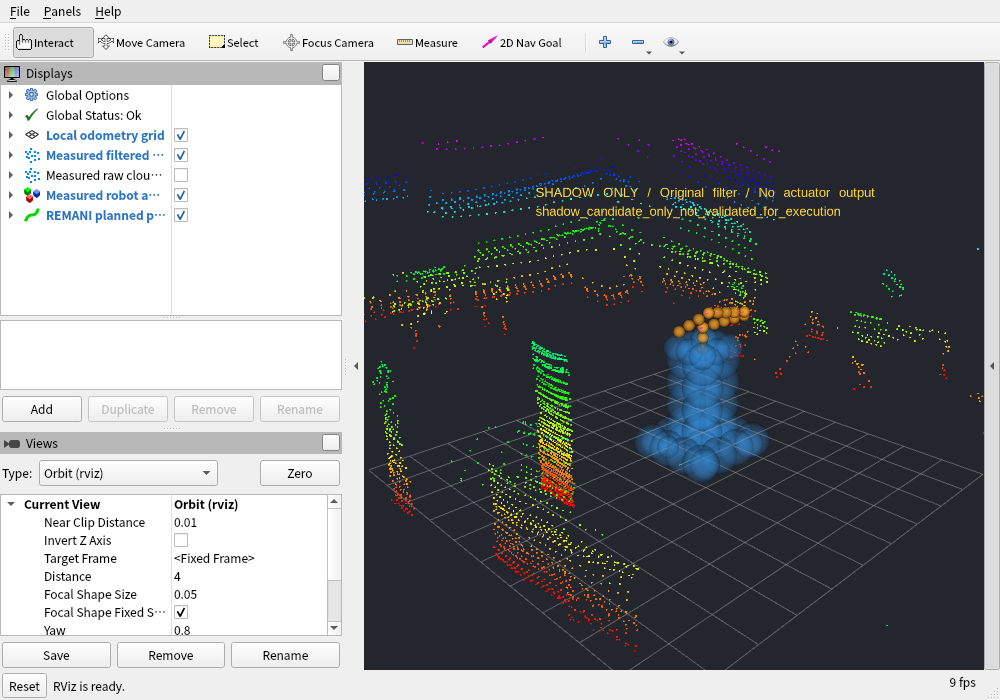 File Panels Help
Interact Move Camera Select Focus Camera Measure 2D Nav Goal
Displays
Global Options
Global Status: Ok
Local odometry grid
Measured filtered ···
Measured raw clou···
Measured robot a···
REMANI planned p···
SHADOW ONLY / Original filter / No actuator output
shadow_candidate_only_not_validated_for_execution
Add Duplicate Remove Rename
Views
Type: Orbit (rviz) Zero
Current View Orbit (rviz)
Near Clip Distance 0.01
Invert Z Axis
Target Frame <Fixed Frame>
Distance 4
Focal Shape Size 0.05
Focal Shape Fixed S···
Yaw 0.8
Save Remove Rename
Reset RViz is ready. 9 fps